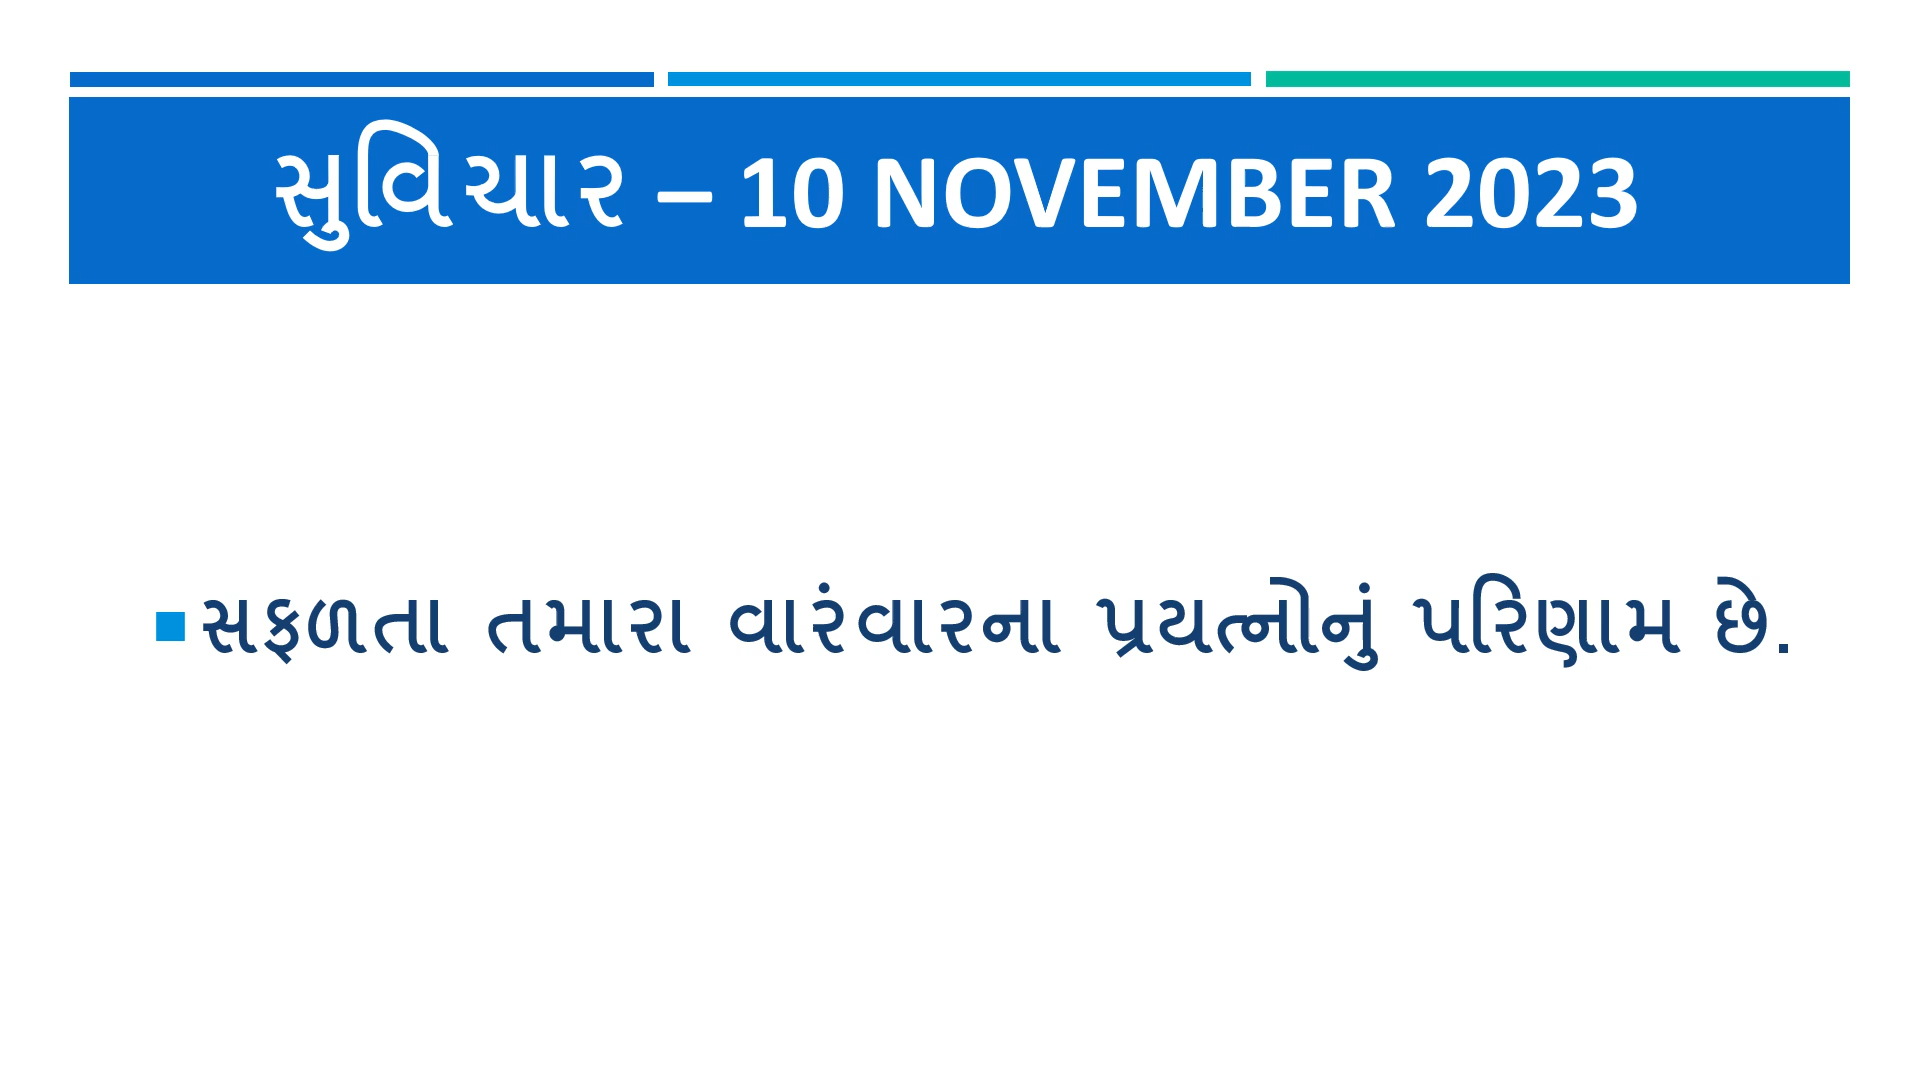 સુવિચાર – 10 NOVEMBER 2023
સફળતા તમારા વારંવારના પ્રયત્નોનું પરિણામ છે.